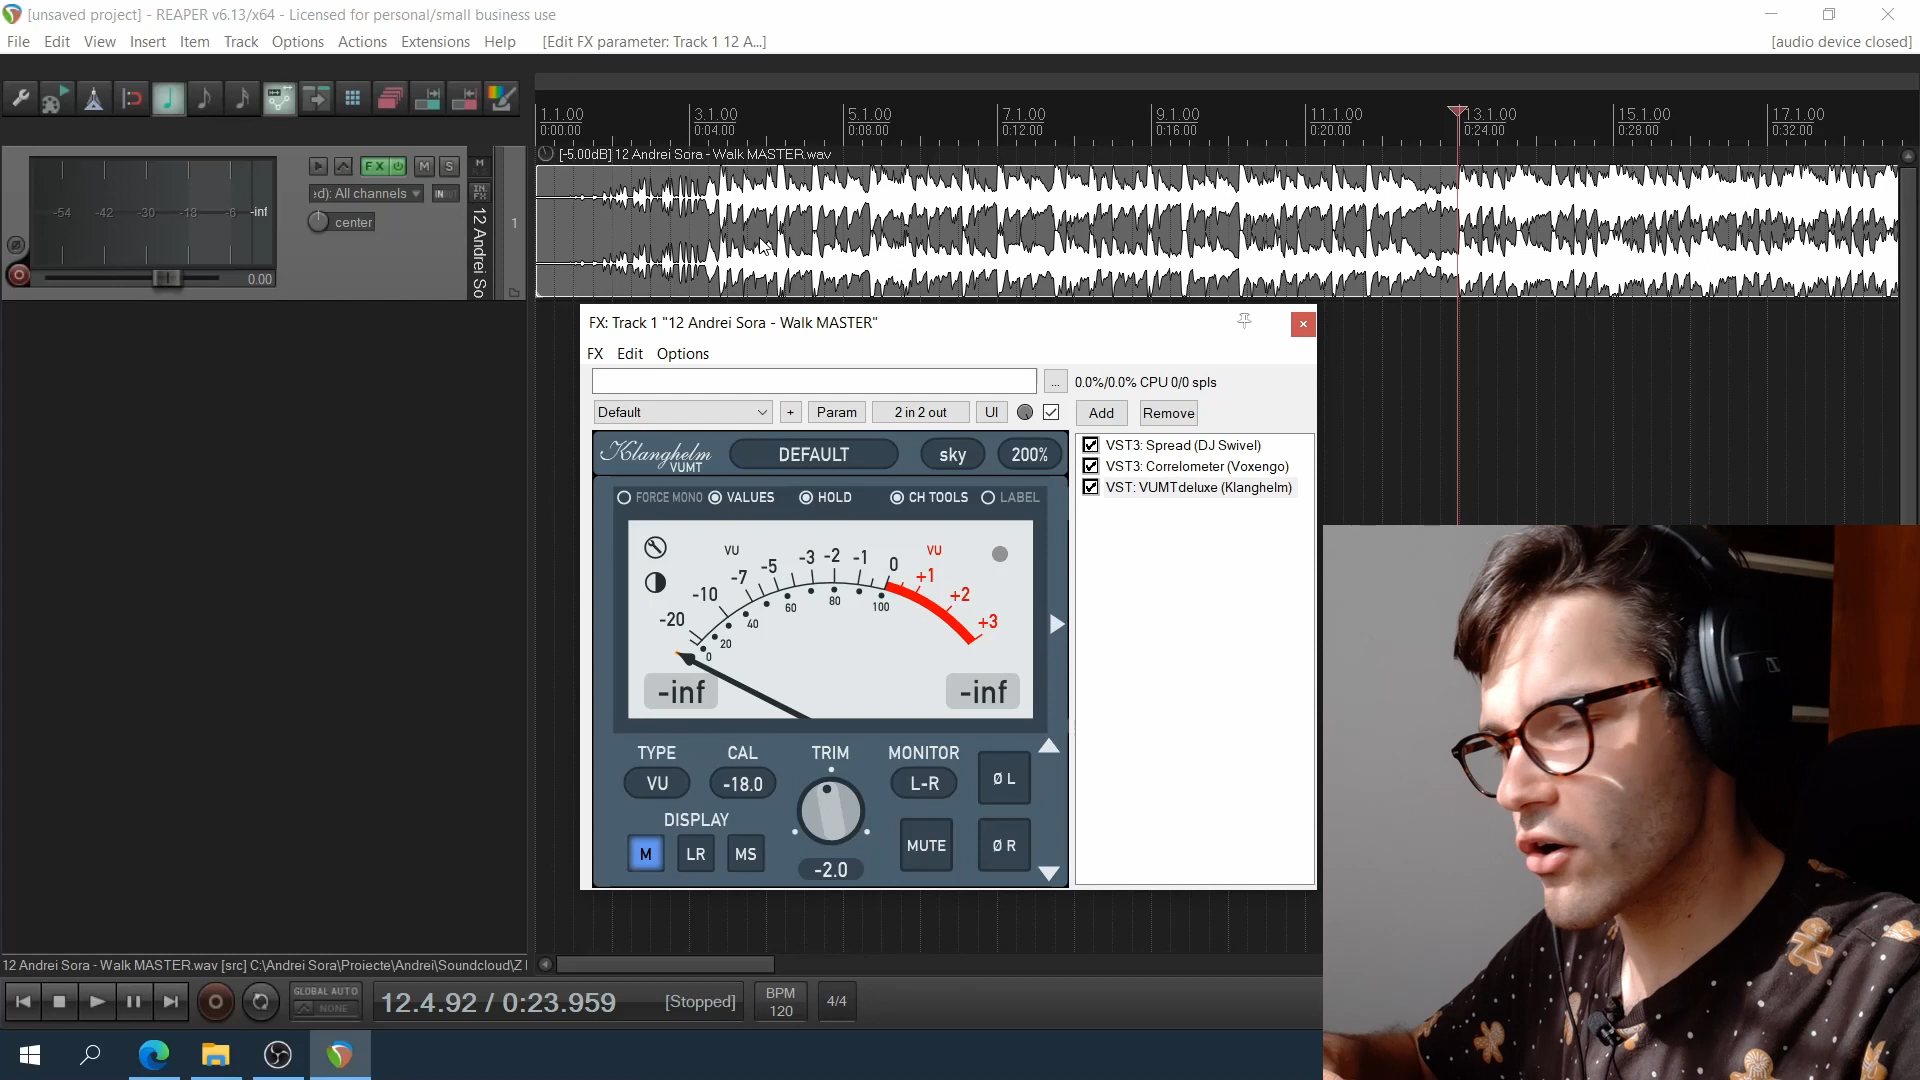 [unsaved project] - REAPER v6.13/x64 - Licensed for personal/small business use
File Edit View Insert Item Track Options Actions Extensions Help [Edit FX parameter: Track 1 12 A...] [audio device closed]
1.1.00 3.1.00 5.1.00 7.1.00 9.1.00 11.1.00 13.1.00 15.1.00 17.1.00
0:00.00 0:04.00 0:08.00 0:12.00 0:16.00 0:20.00 0:24.00 0:28.00 0:32.00
[-5.00dB] 12 Andrei Sora - Walk MASTER.wav
FX M S M
ed): All channels IN IN FX
-54 -42 -30 -18 -6 -inf
center
12 Andrei So
1
0.00
FX: Track 1 "12 Andrei Sora - Walk MASTER"
FX Edit Options
... 0.0%/0.0% CPU 0/0 spls
Default + Param 2 in 2 out UI Add Remove
Klanghelm VUMT DEFAULT sky 200%
VST3: Spread (DJ Swivel)
VST3: Correlometer (Voxengo)
VST: VUMTdeluxe (Klanghelm)
FORCE MONO VALUES HOLD CH TOOLS LABEL
VU VU
-20 -10 -7 -5 -3 -2 -1 0 +1 +2 +3
0 20 40 60 80 100
-inf -inf
TYPE CAL TRIM MONITOR
VU -18.0 L-R Ø L
DISPLAY
M LR MS MUTE Ø R
-2.0
12 Andrei Sora - Walk MASTER.wav [src] C:\Andrei Sora\Proiecte\Andrei\Soundcloud\Z
GLOBAL AUTO
NONE
12.4.92 / 0:23.959 [Stopped]
BPM
120
4/4